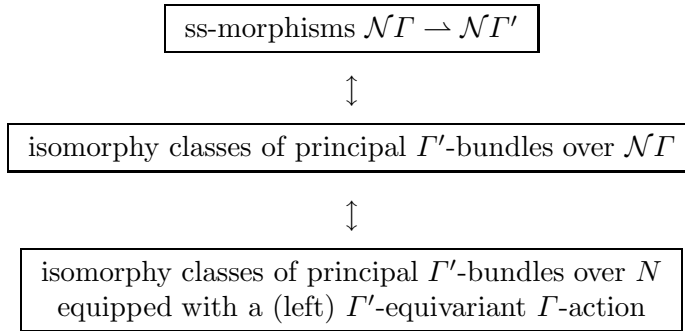 ss-morphisms 𝒩Γ ⇀ 𝒩Γ′
↕
isomorphy classes of principal Γ′-bundles over 𝒩Γ
↕
isomorphy classes of principal Γ′-bundles over N
equipped with a (left) Γ′-equivariant Γ-action